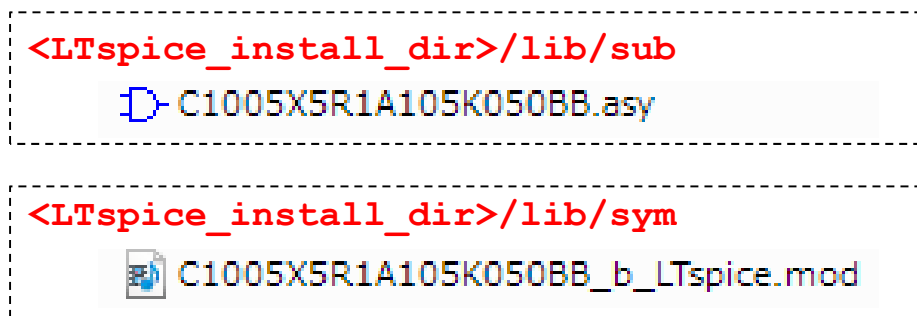 <LTspice_install_dir>/lib/sub
C1005X5R1A105K050BB.asy
<LTspice_install_dir>/lib/sym
C1005X5R1A105K050BB_b_LTspice.mod